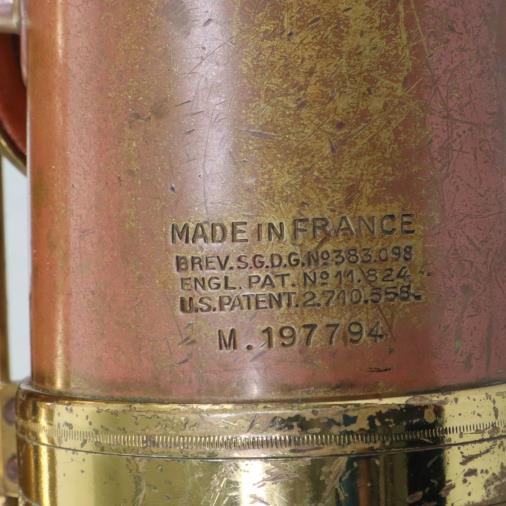 MADE IN FRANCE
BREV.S.G.D.G.Nº383.098
ENGL. PAT. Nº11.824
U.S.PATENT.2.710.558
M.197794